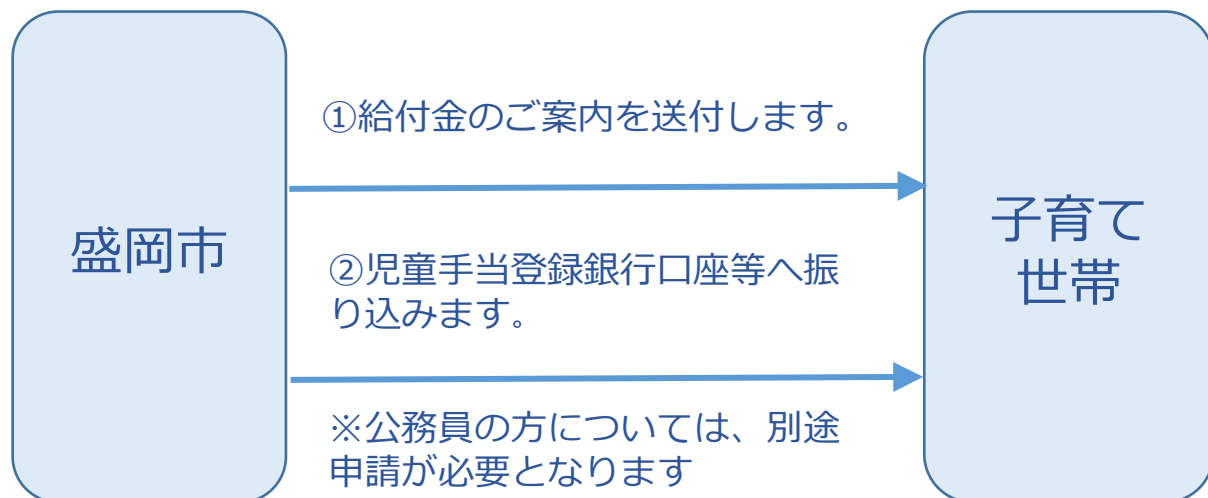 盛岡市
①給付金のご案内を送付します。
②児童手当登録銀行口座等へ振
り込みます。
※公務員の方については、別途
申請が必要となります
子育て
世帯